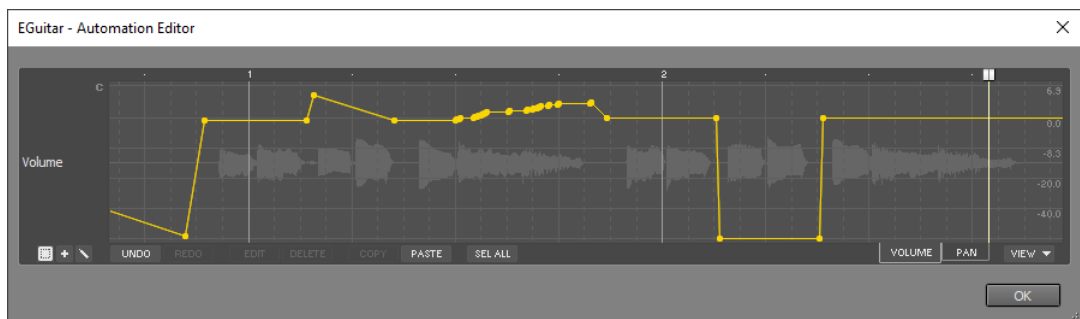 EGuitar - Automation Editor
1 2
C
6.3
0.0
Volume
-8.3
-20.0
-40.0
UNDO REDO EDIT DELETE COPY PASTE SEL ALL VOLUME PAN VIEW
OK